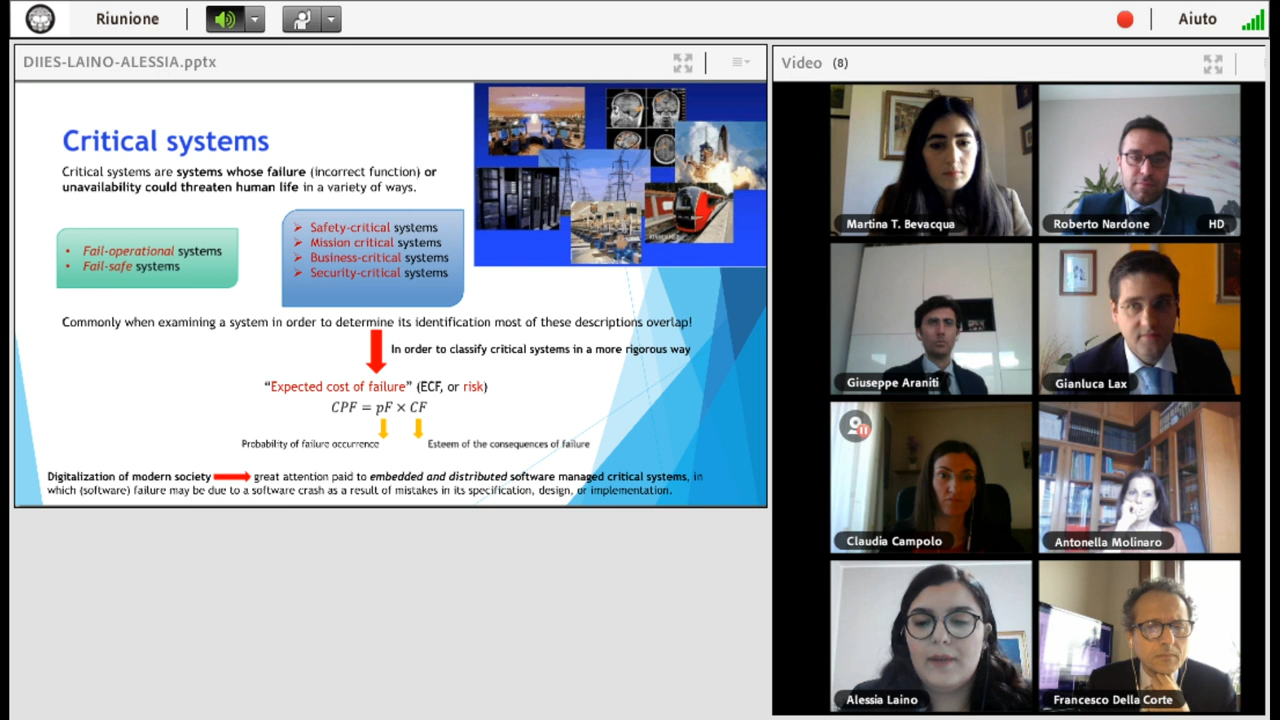 Riunione
Aiuto
DIIES-LAINO-ALESSIA.pptx
Video (8)
Critical systems
Critical systems are systems whose failure (incorrect function) or
unavailability could threaten human life in a variety of ways.
• Fail-operational systems
• Fail-safe systems
➢ Safety-critical systems
➢ Mission critical systems
➢ Business-critical systems
➢ Security-critical systems
Commonly when examining a system in order to determine its identification most of these descriptions overlap!
In order to classify critical systems in a more rigorous way
“Expected cost of failure” (ECF, or risk)
CPF = pF × CF
Probability of failure occurrence
Esteem of the consequences of failure
Digitalization of modern society great attention paid to embedded and distributed software managed critical systems, in
which (software) failure may be due to a software crash as a result of mistakes in its specification, design, or implementation.
Martina T. Bevacqua
Roberto Nardone HD
Giuseppe Araniti
Gianluca Lax
Claudia Campolo
Antonella Molinaro
Alessia Laino
Francesco Della Corte